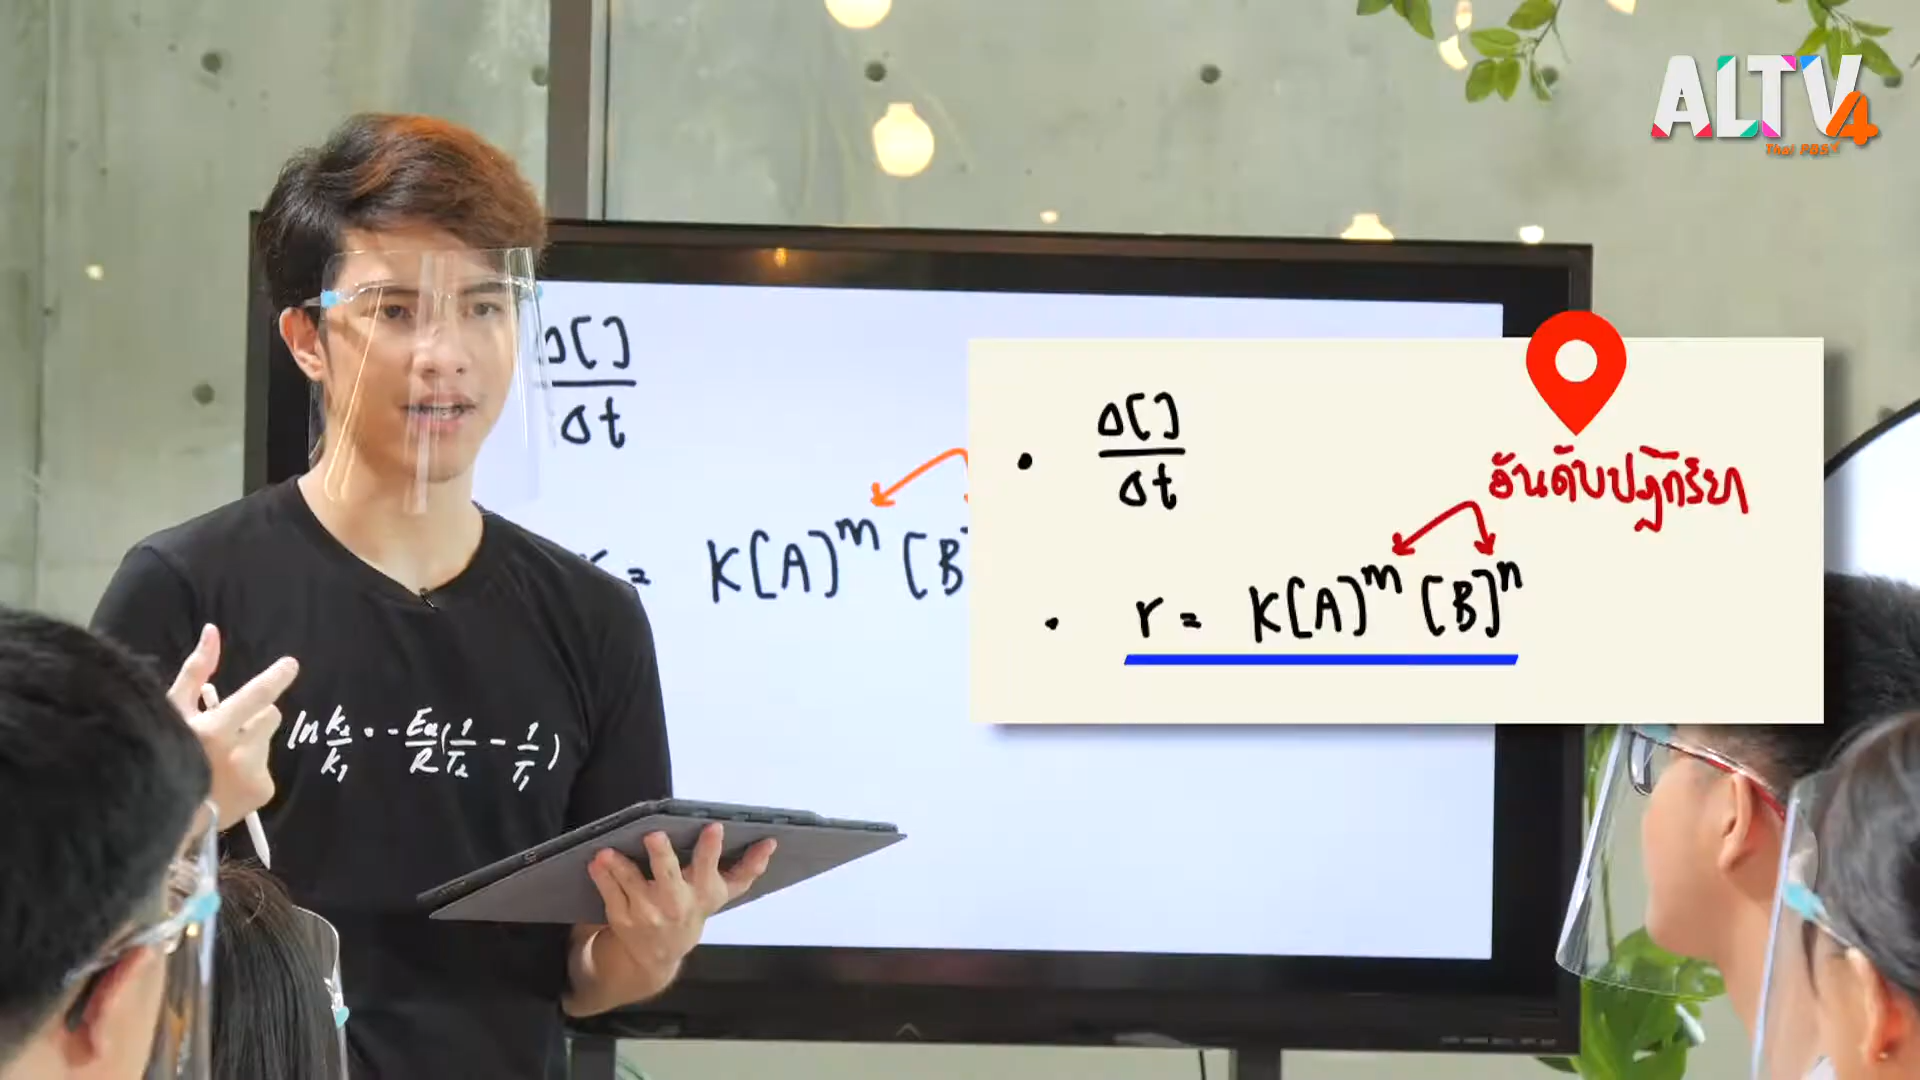 ALTV4
Thai PBS
Δ[]
Δt
r = K[A]^m [B]
ln k₂/k₁ = -Ea/R (1/T₂ - 1/T₁)
• Δ[]
Δt
อันดับปฏิกิริยา
• r = K[A]^m [B]^n